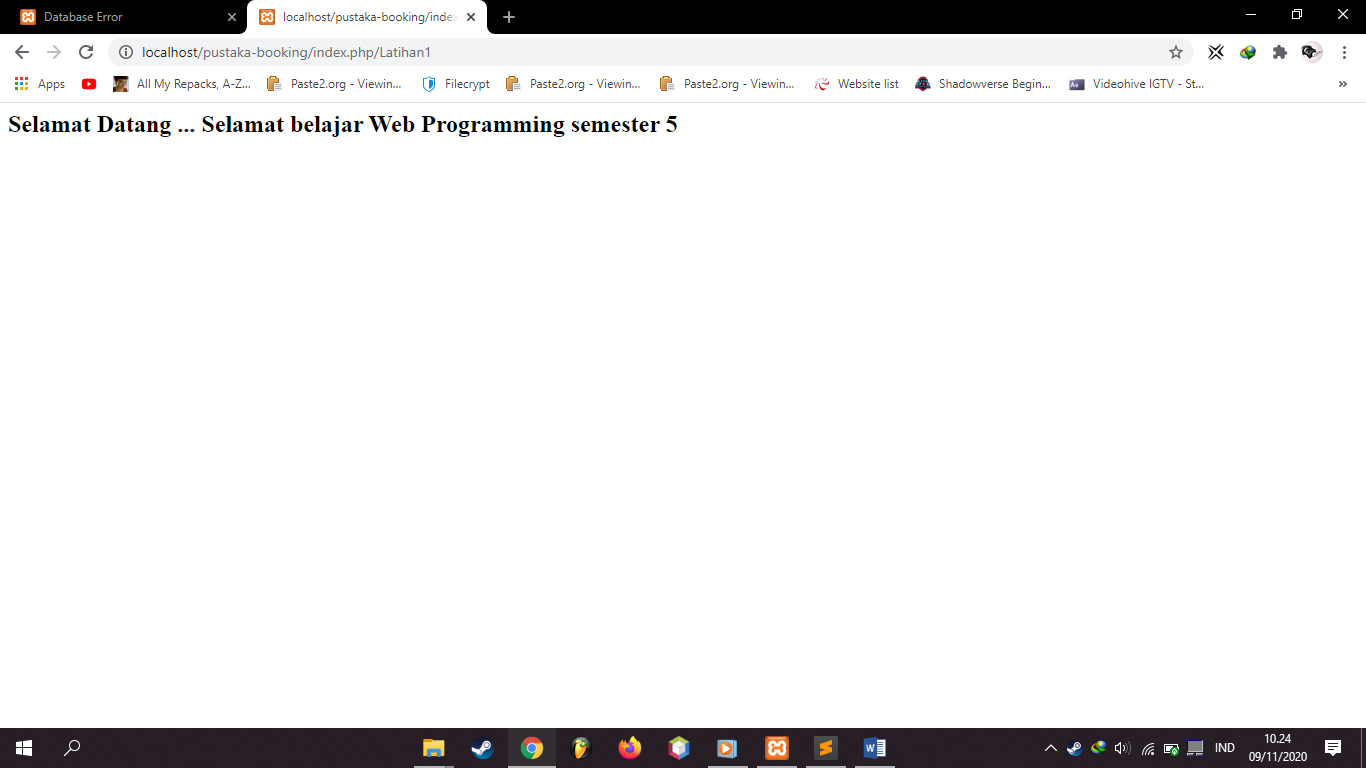 Database Error
localhost/pustaka-booking/index
localhost/pustaka-booking/index.php/Latihan1
Apps
All My Repacks, A-Z...
Paste2.org - Viewin...
Filecrypt
Paste2.org - Viewin...
Paste2.org - Viewin...
Website list
Shadowverse Begin...
Videohive IGTV - St...
Selamat Datang ... Selamat belajar Web Programming semester 5
IND
10.24
09/11/2020